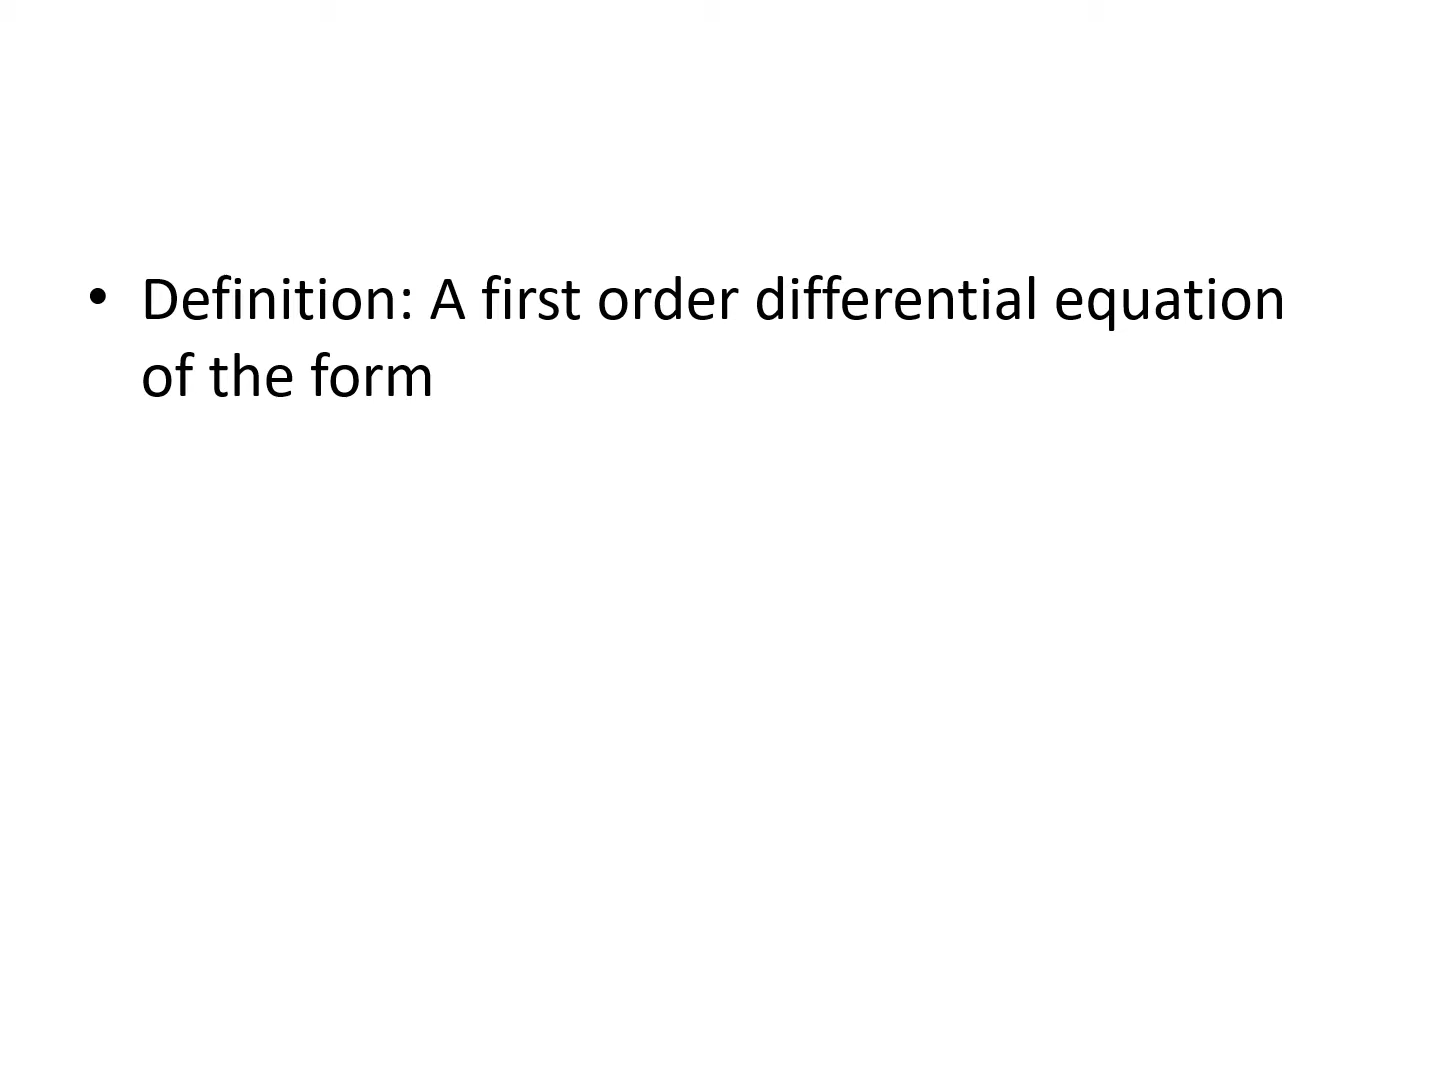 • Definition: A first order differential equation
of the form